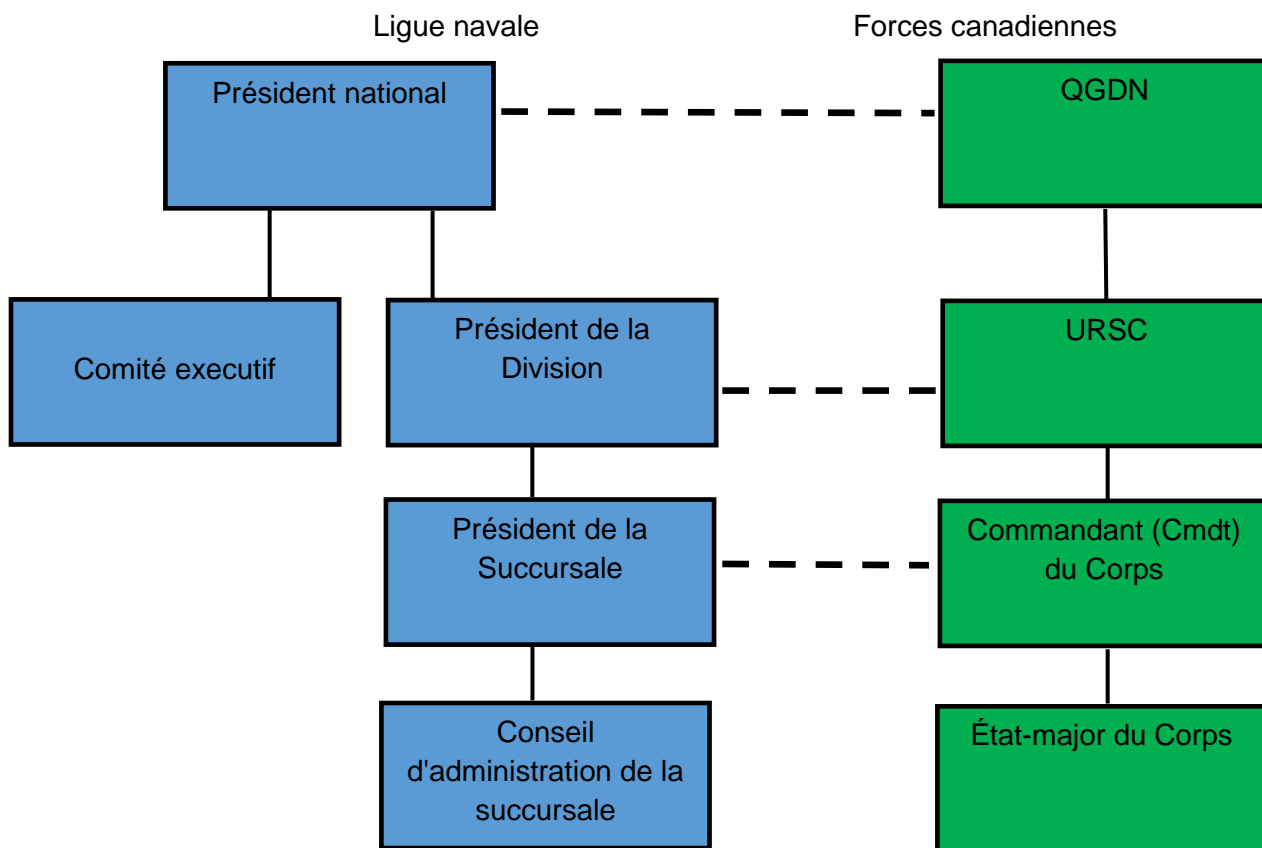 Ligue navale
Forces canadiennes
Président national
QGDN
Comité executif
Président de la
Division
URSC
Président de la
Succursale
Commandant (Cmdt)
du Corps
Conseil
d'administration de la
succursale
État-major du Corps